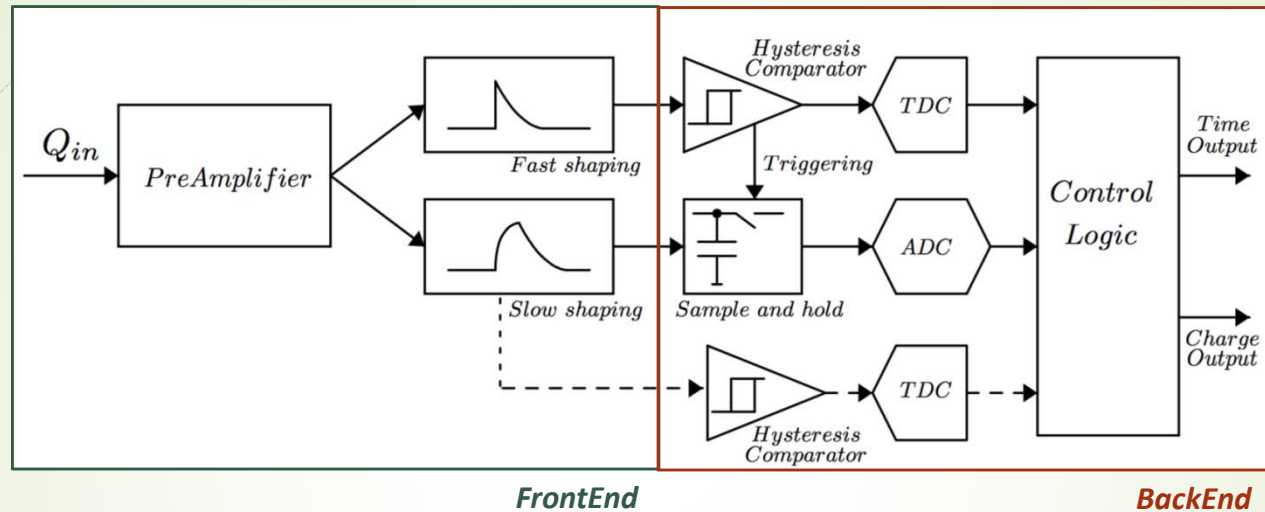 Hysteresis
Comparator
TDC
Fast shaping
Triggering
Time
Output
Q_in
PreAmplifier
Control
Logic
ADC
Slow shaping
Sample and hold
Charge
Output
TDC
Hysteresis
Comparator
FrontEnd
BackEnd